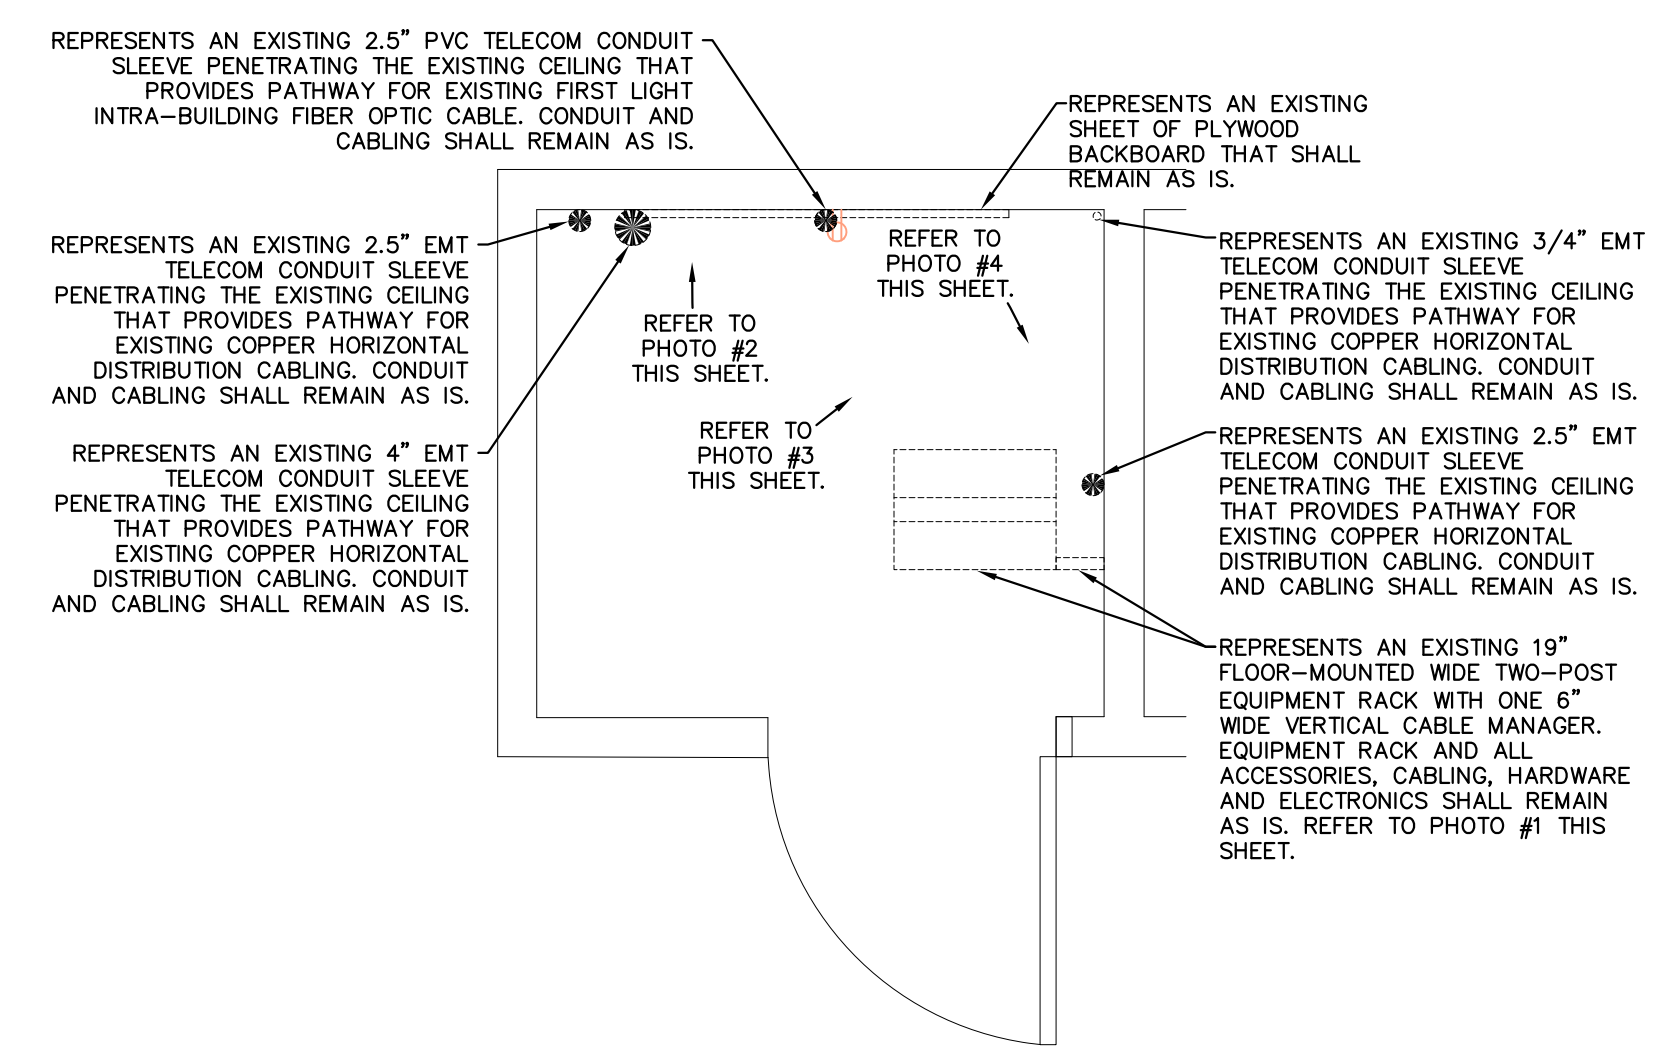 REPRESENTS AN EXISTING 2.5" PVC TELECOM CONDUIT
SLEEVE PENETRATING THE EXISTING CEILING THAT
PROVIDES PATHWAY FOR EXISTING FIRST LIGHT
INTRA-BUILDING FIBER OPTIC CABLE. CONDUIT AND
CABLING SHALL REMAIN AS IS.
REPRESENTS AN EXISTING
SHEET OF PLYWOOD
BACKBOARD THAT SHALL
REMAIN AS IS.
REPRESENTS AN EXISTING 2.5" EMT
TELECOM CONDUIT SLEEVE
PENETRATING THE EXISTING CEILING
THAT PROVIDES PATHWAY FOR
EXISTING COPPER HORIZONTAL
DISTRIBUTION CABLING. CONDUIT
AND CABLING SHALL REMAIN AS IS.
REPRESENTS AN EXISTING 4" EMT
TELECOM CONDUIT SLEEVE
PENETRATING THE EXISTING CEILING
THAT PROVIDES PATHWAY FOR
EXISTING COPPER HORIZONTAL
DISTRIBUTION CABLING. CONDUIT
AND CABLING SHALL REMAIN AS IS.
REFER TO
PHOTO #2
THIS SHEET.
REFER TO
PHOTO #3
THIS SHEET.
REFER TO
PHOTO #4
THIS SHEET.
REPRESENTS AN EXISTING 3/4" EMT
TELECOM CONDUIT SLEEVE
PENETRATING THE EXISTING CEILING
THAT PROVIDES PATHWAY FOR
EXISTING COPPER HORIZONTAL
DISTRIBUTION CABLING. CONDUIT
AND CABLING SHALL REMAIN AS IS.
REPRESENTS AN EXISTING 2.5" EMT
TELECOM CONDUIT SLEEVE
PENETRATING THE EXISTING CEILING
THAT PROVIDES PATHWAY FOR
EXISTING COPPER HORIZONTAL
DISTRIBUTION CABLING. CONDUIT
AND CABLING SHALL REMAIN AS IS.
REPRESENTS AN EXISTING 19"
FLOOR-MOUNTED WIDE TWO-POST
EQUIPMENT RACK WITH ONE 6"
WIDE VERTICAL CABLE MANAGER.
EQUIPMENT RACK AND ALL
ACCESSORIES, CABLING, HARDWARE
AND ELECTRONICS SHALL REMAIN
AS IS. REFER TO PHOTO #1 THIS
SHEET.